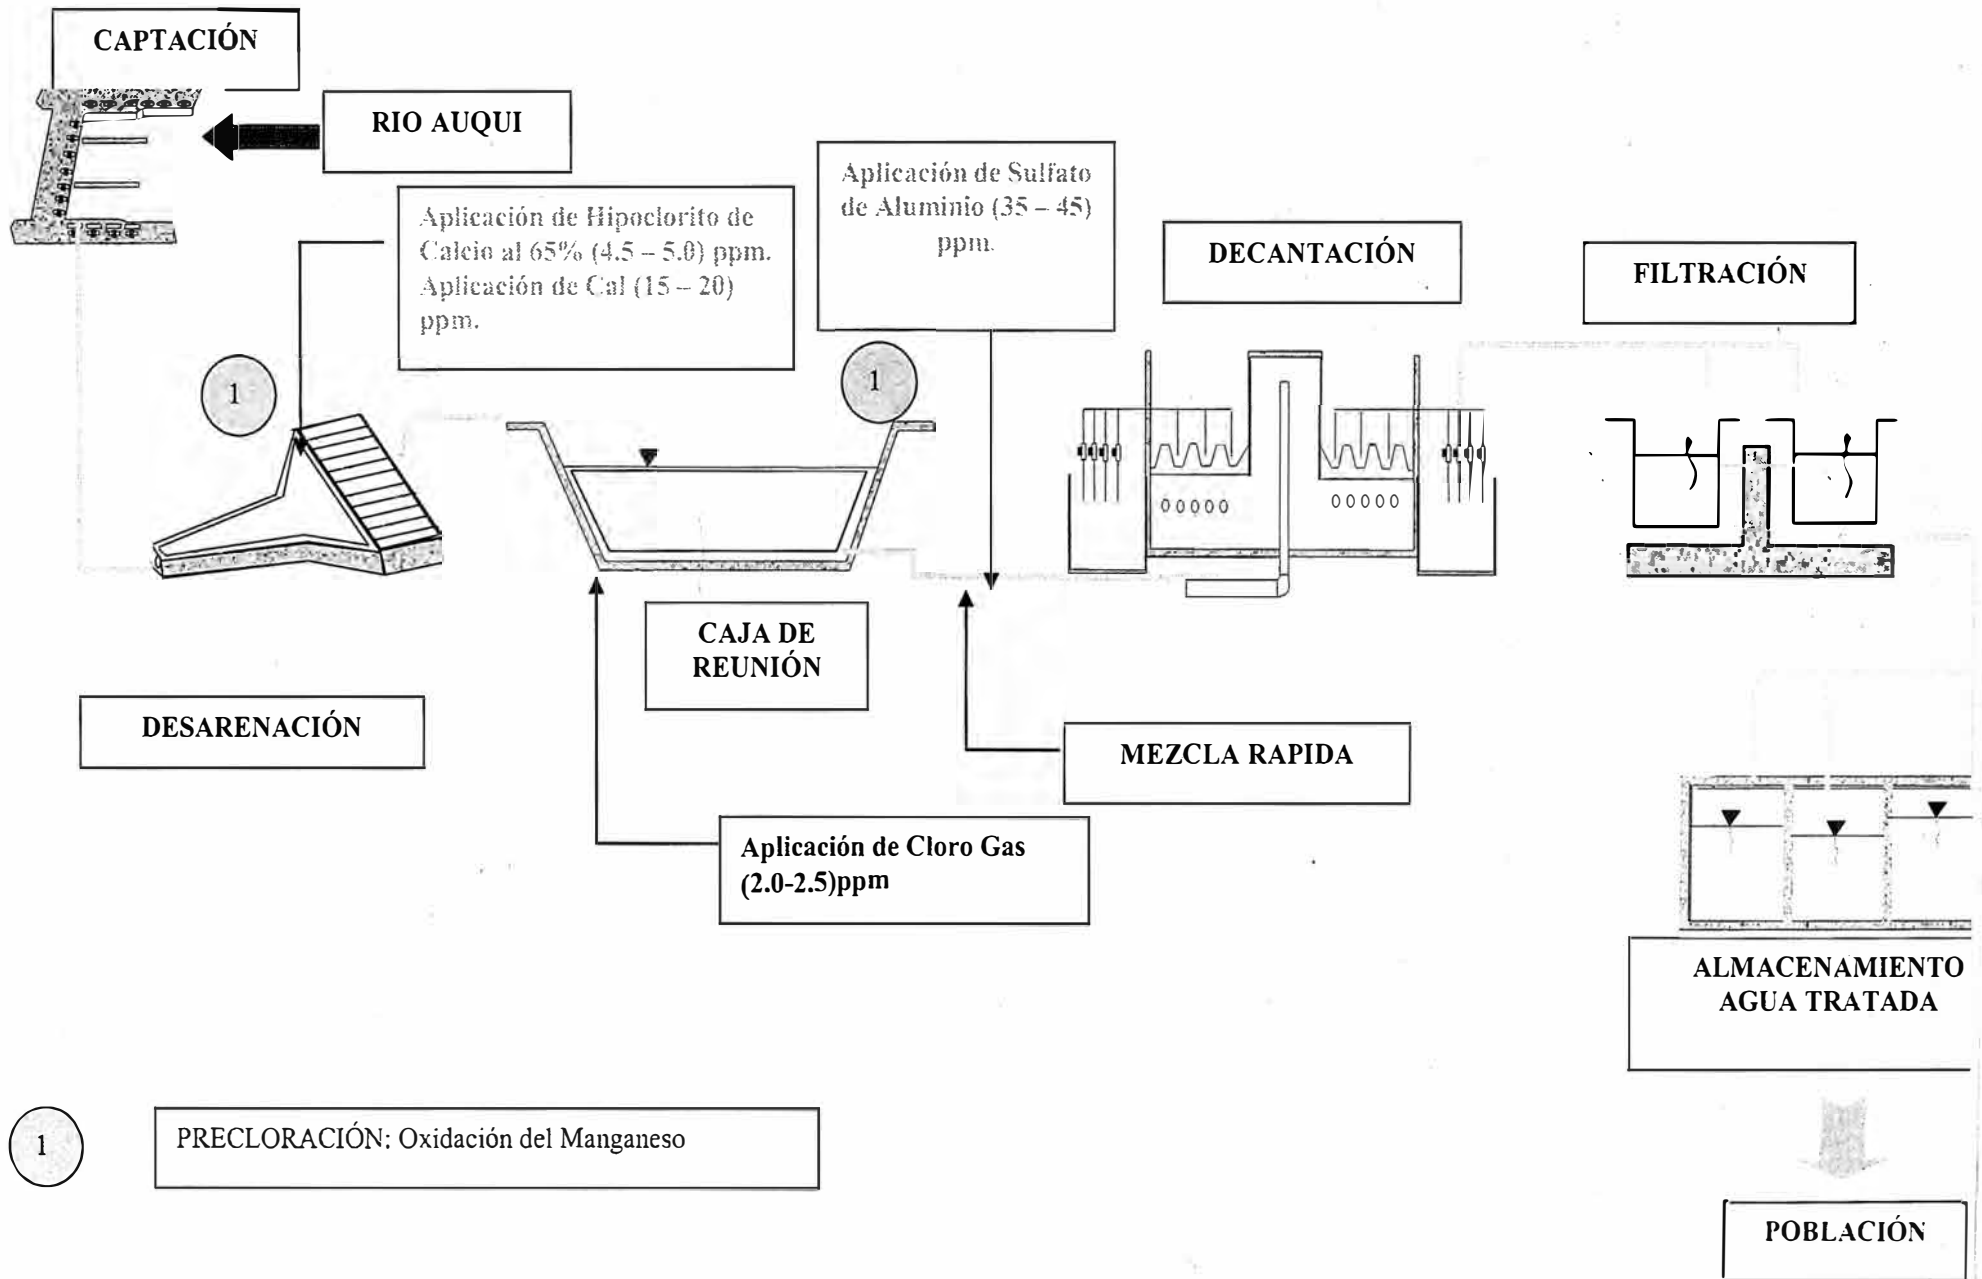 CAPTACIÓN
RIO AUQUI
Aplicación de Hipoclorito de
Calcio al 65% (4.5 – 5.0) ppm.
Aplicación de Cal (15 – 20)
ppm.
Aplicación de Sulfato
de Aluminio (35 – 45)
ppm.
DECANTACIÓN
FILTRACIÓN
1
1
CAJA DE
REUNIÓN
DESARENACIÓN
MEZCLA RAPIDA
Aplicación de Cloro Gas
(2.0-2.5)ppm
ALMACENAMIENTO
AGUA TRATADA
1
PRECLORACIÓN: Oxidación del Manganeso
POBLACIÓN